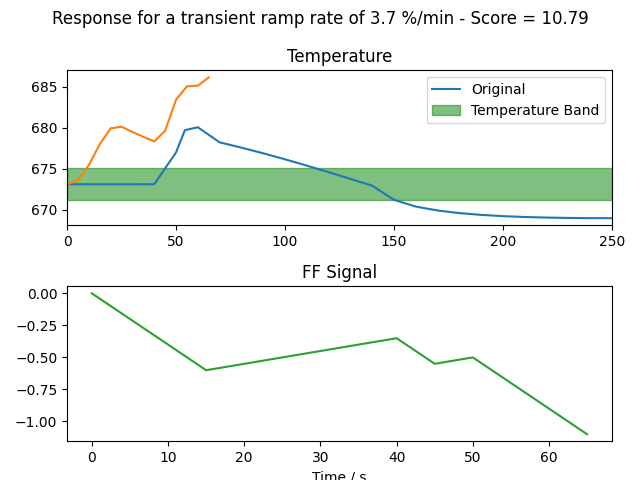 Response for a transient ramp rate of 3.7 %/min - Score = 10.79
Temperature
685
680
675
670
Original
Temperature Band
0 50 100 150 200 250
FF Signal
0.00
−0.25
−0.50
−0.75
−1.00
0 10 20 30 40 50 60
Time / s